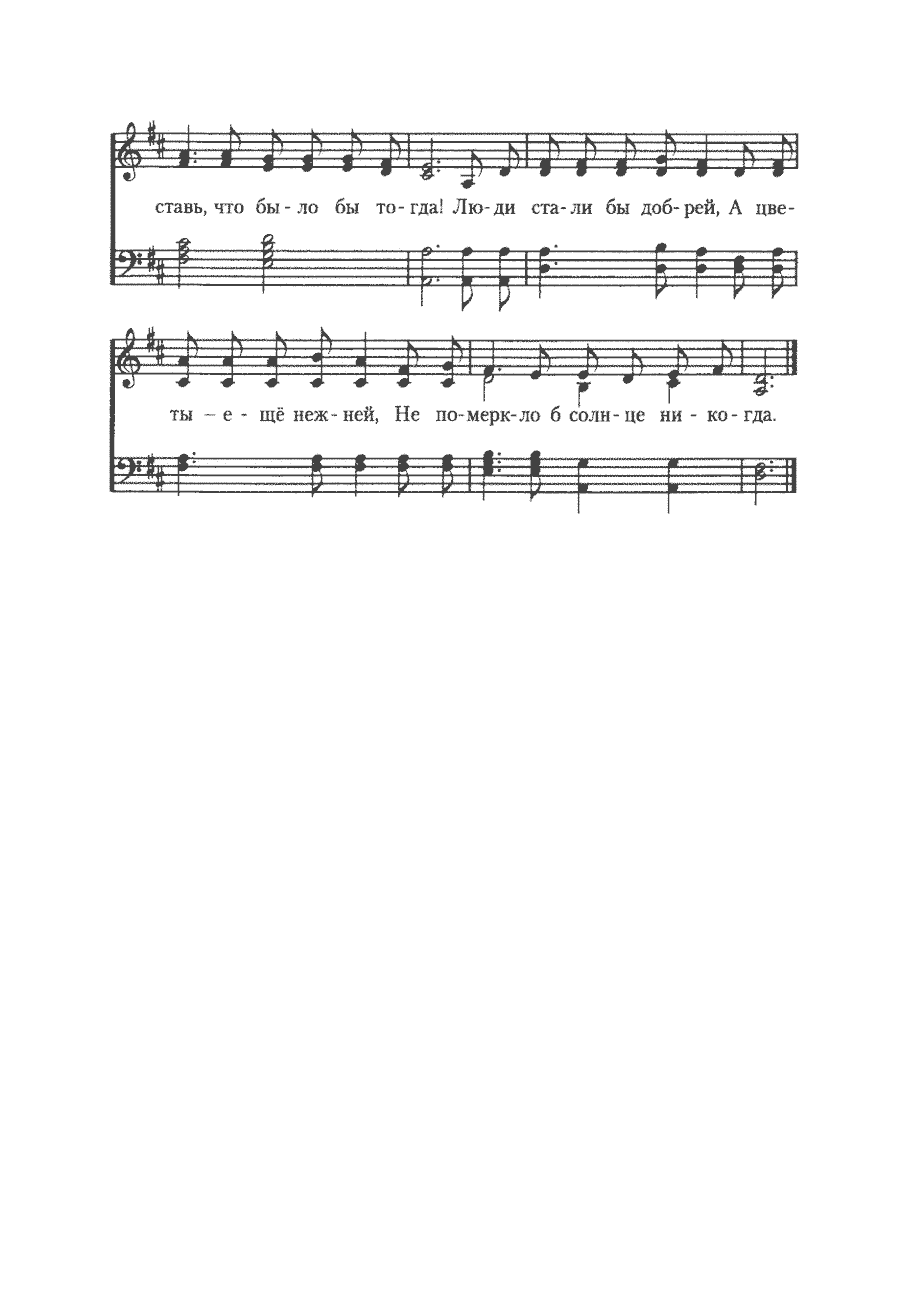 ставь, что бы - ло бы то - гда! Лю - ди ста - ли бы доб - рей, А цве -
ты – е - щё неж - ней, Не по - мерк - ло б солн - це ни - ко - гда.